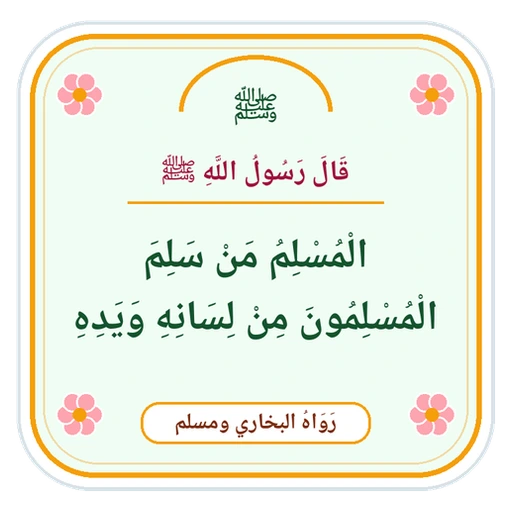 ﷺ
قَالَ رَسُولُ اللَّهِ ﷺ
الْمُسْلِمُ مَنْ سَلِمَ
الْمُسْلِمُونَ مِنْ لِسَانِهِ وَيَدِهِ
رَوَاهُ البخاري ومسلم